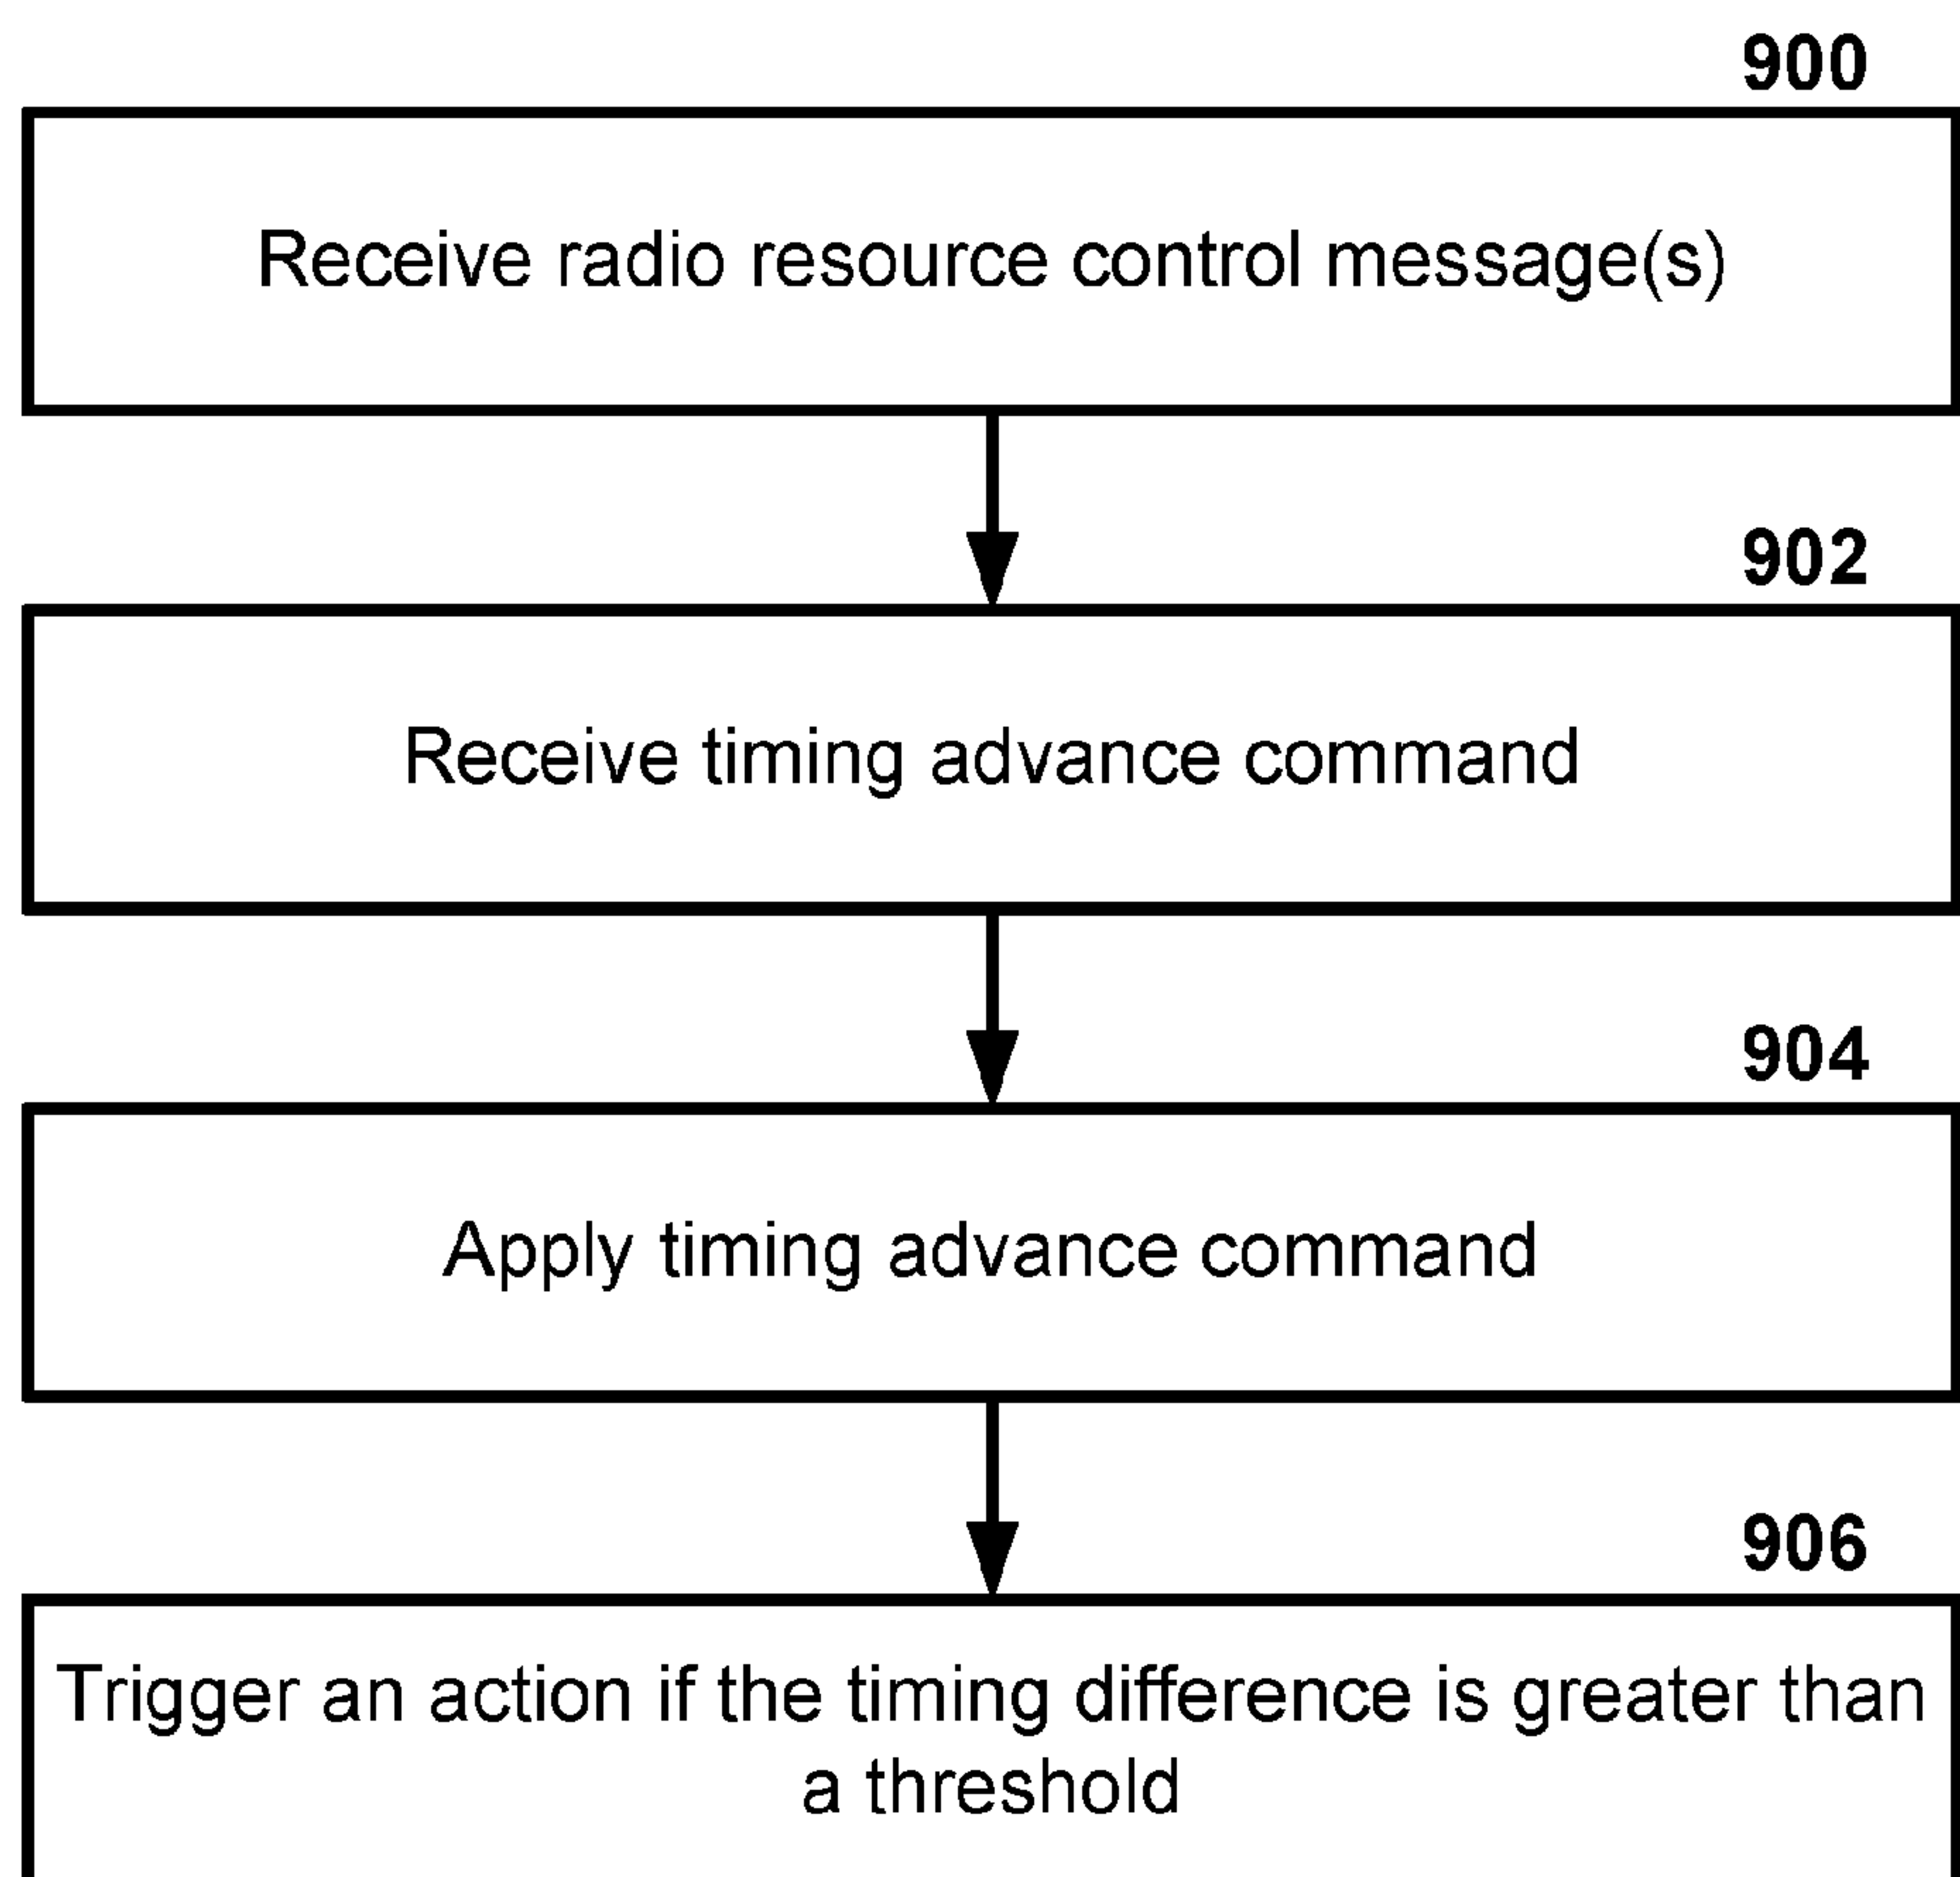 900
Receive radio resource control message(s)
902
Receive timing advance command
904
Apply timing advance command
906
Trigger an action if the timing difference is greater than
a threshold